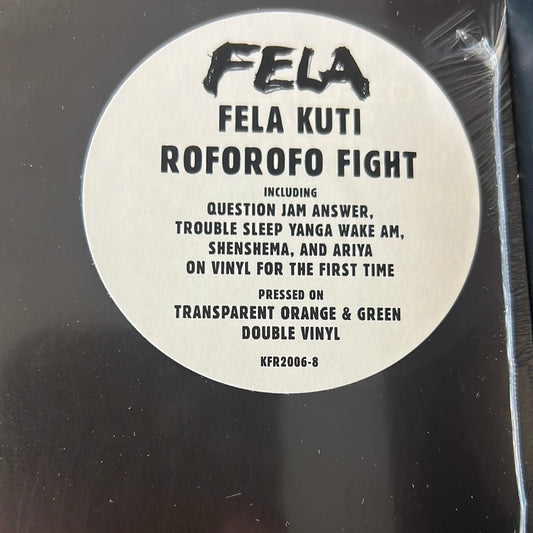 FELA
FELA KUTI
ROFOROFO FIGHT
INCLUDING
QUESTION JAM ANSWER,
TROUBLE SLEEP YANGA WAKE AM,
SHENSHEMA, AND ARIYA
ON VINYL FOR THE FIRST TIME
PRESSED ON
TRANSPARENT ORANGE & GREEN
DOUBLE VINYL
KFR2006-8